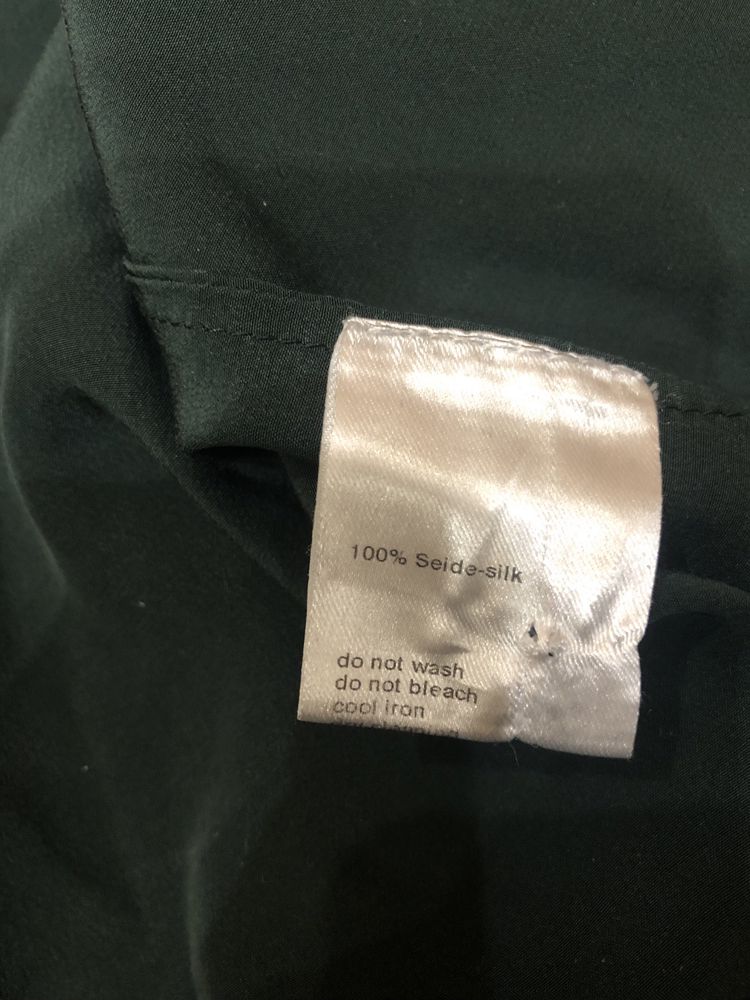 100% Seide-silk
do not wash
do not bleach
cool iron